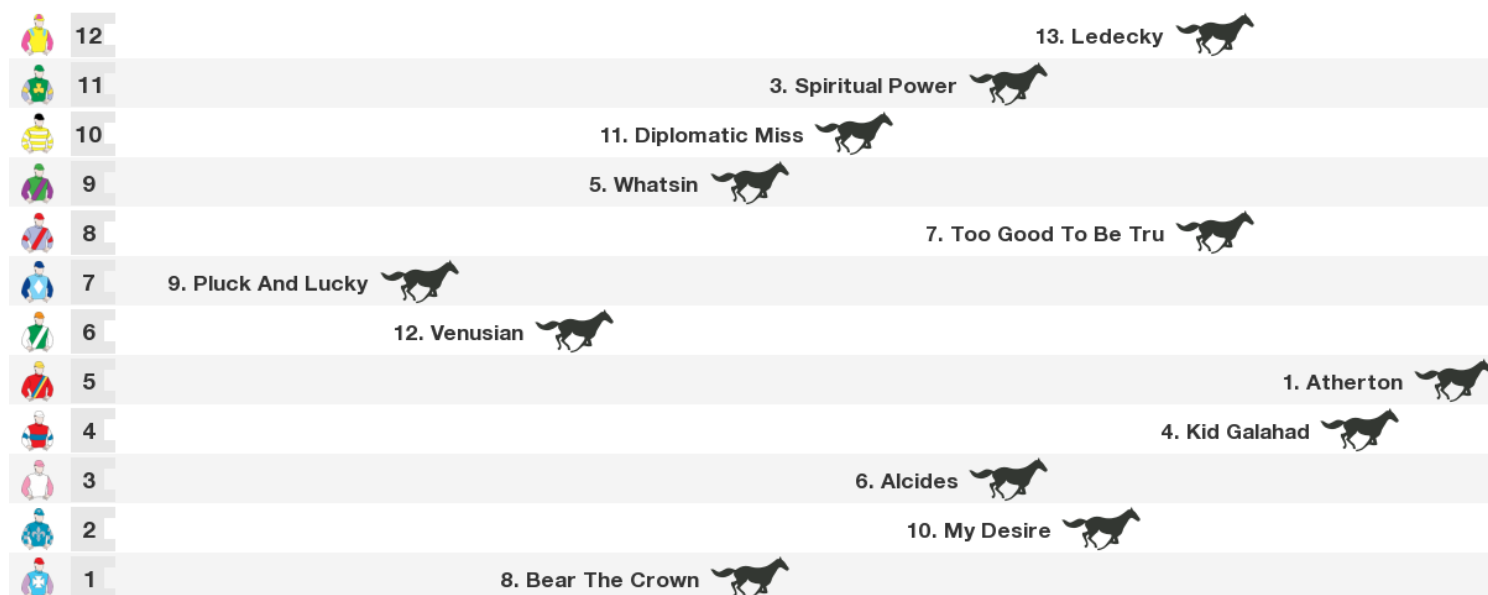 12 13. Ledecky
11 3. Spiritual Power
10 11. Diplomatic Miss
9 5. Whatsin
8 7. Too Good To Be Tru
7 9. Pluck And Lucky
6 12. Venusian
5 1. Atherton
4 4. Kid Galahad
3 6. Alcides
2 10. My Desire
1 8. Bear The Crown